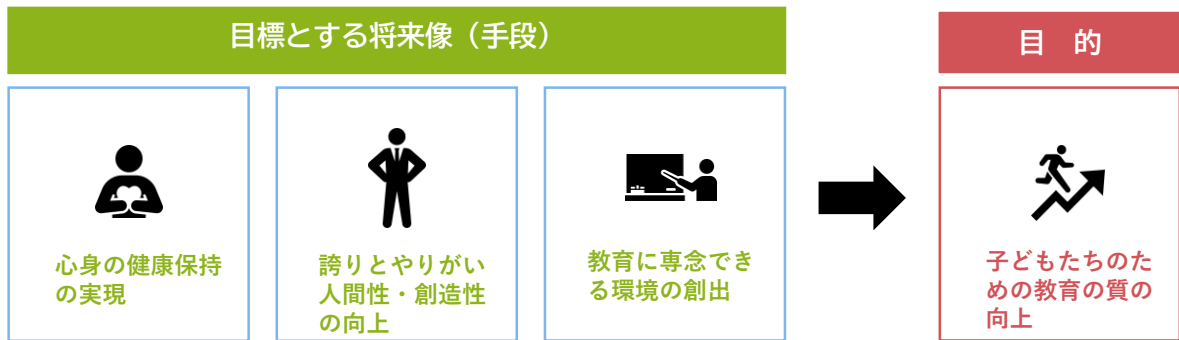 目標とする将来像（手段）
目　的
心身の健康保持
の実現
誇りとやりがい
人間性・創造性
の向上
教育に専念でき
る環境の創出
子どもたちのた
めの教育の質の
向上